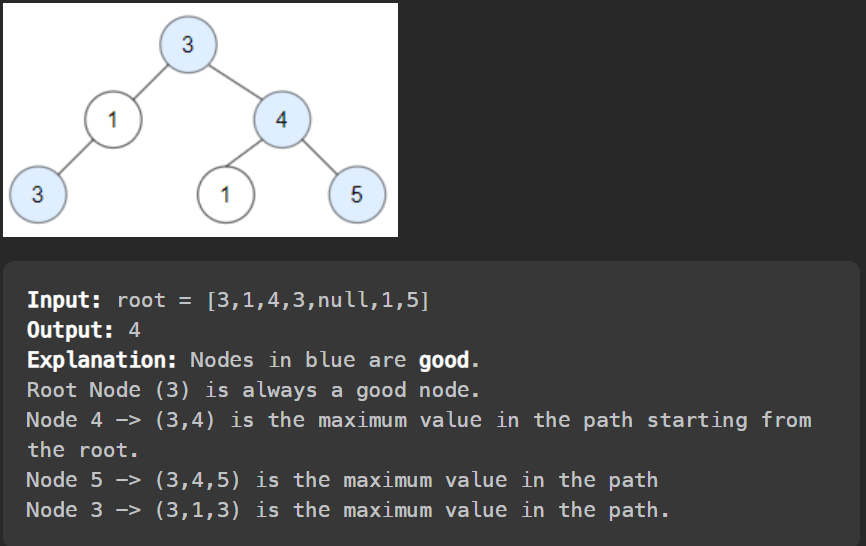 3
1
4
3
1
5
Input: root = [3,1,4,3,null,1,5]
Output: 4
Explanation: Nodes in blue are good.
Root Node (3) is always a good node.
Node 4 -> (3,4) is the maximum value in the path starting from
the root.
Node 5 -> (3,4,5) is the maximum value in the path
Node 3 -> (3,1,3) is the maximum value in the path.